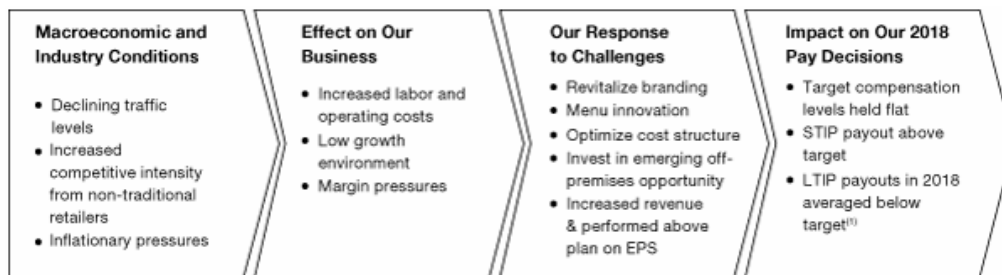 Macroeconomic and
Industry Conditions
• Declining traffic
levels
• Increased
competitive intensity
from non-traditional
retailers
• Inflationary pressures
Effect on Our
Business
• Increased labor and
operating costs
• Low growth
environment
• Margin pressures
Our Response
to Challenges
• Revitalize branding
• Menu innovation
• Optimize cost structure
• Invest in emerging off-
premises opportunity
• Increased revenue
& performed above
plan on EPS
Impact on Our 2018
Pay Decisions
• Target compensation
levels held flat
• STIP payout above
target
• LTIP payouts in 2018
averaged below
target(1)